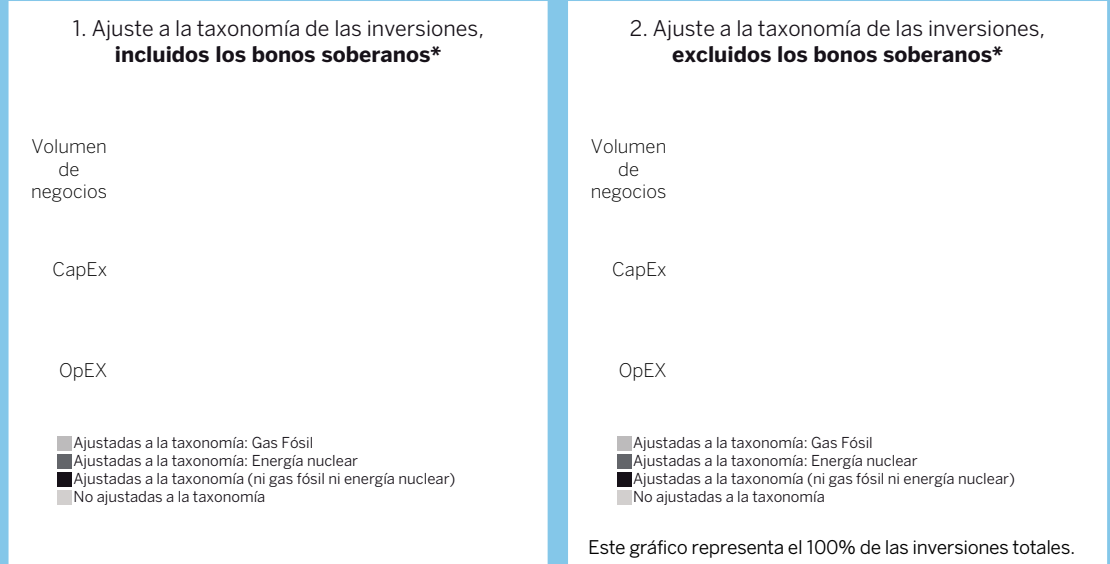 1. Ajuste a la taxonomía de las inversiones,
incluidos los bonos soberanos*
Volumen
de
negocios
CapEx
OpEX
Ajustadas a la taxonomía: Gas Fósil
Ajustadas a la taxonomía: Energía nuclear
Ajustadas a la taxonomía (ni gas fósil ni energía nuclear)
No ajustadas a la taxonomía
2. Ajuste a la taxonomía de las inversiones,
excluidos los bonos soberanos*
Volumen
de
negocios
CapEx
OpEX
Ajustadas a la taxonomía: Gas Fósil
Ajustadas a la taxonomía: Energía nuclear
Ajustadas a la taxonomía (ni gas fósil ni energía nuclear)
No ajustadas a la taxonomía
Este gráfico representa el 100% de las inversiones totales.